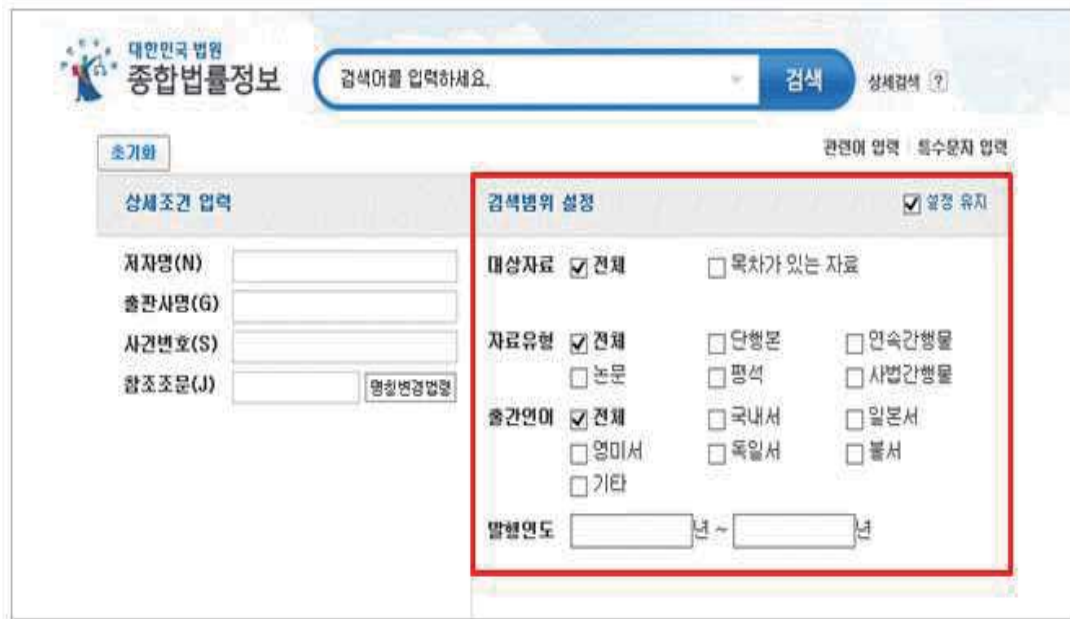 대한민국 법원
종합법률정보
검색어를 입력하세요.
검색
상세검색 ?
초기화
관련어 입력 특수문자 입력
상세조건 입력
저자명(N)
출판사명(G)
사건번호(S)
참조조문(J) 명칭변경법령
검색범위 설정 설정 유지
대상자료 전체 목차가 있는 자료
자료유형 전체 단행본 연속간행물
논문 평석 사법간행물
출간언어 전체 국내서 일본서
영미서 독일서 불서
기타
발행연도 년 ~ 년